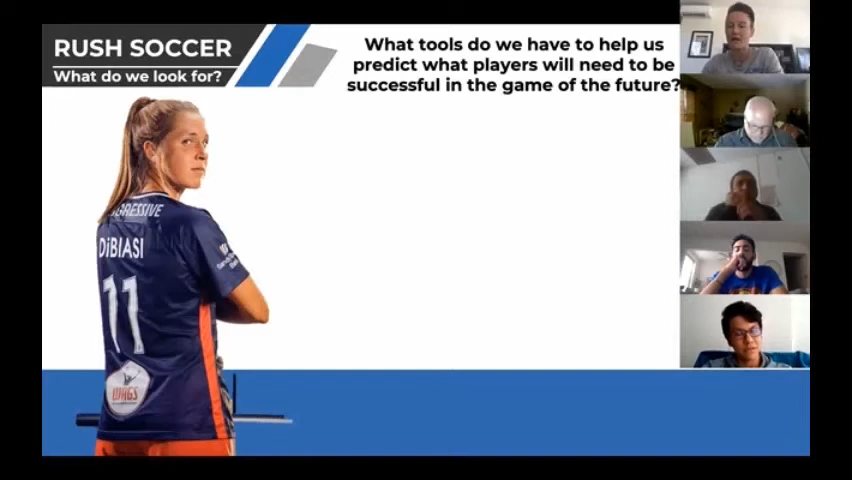 RUSH SOCCER
What do we look for?
What tools do we have to help us
predict what players will need to be
successful in the game of the future?
DiBIASI
11
WAGS